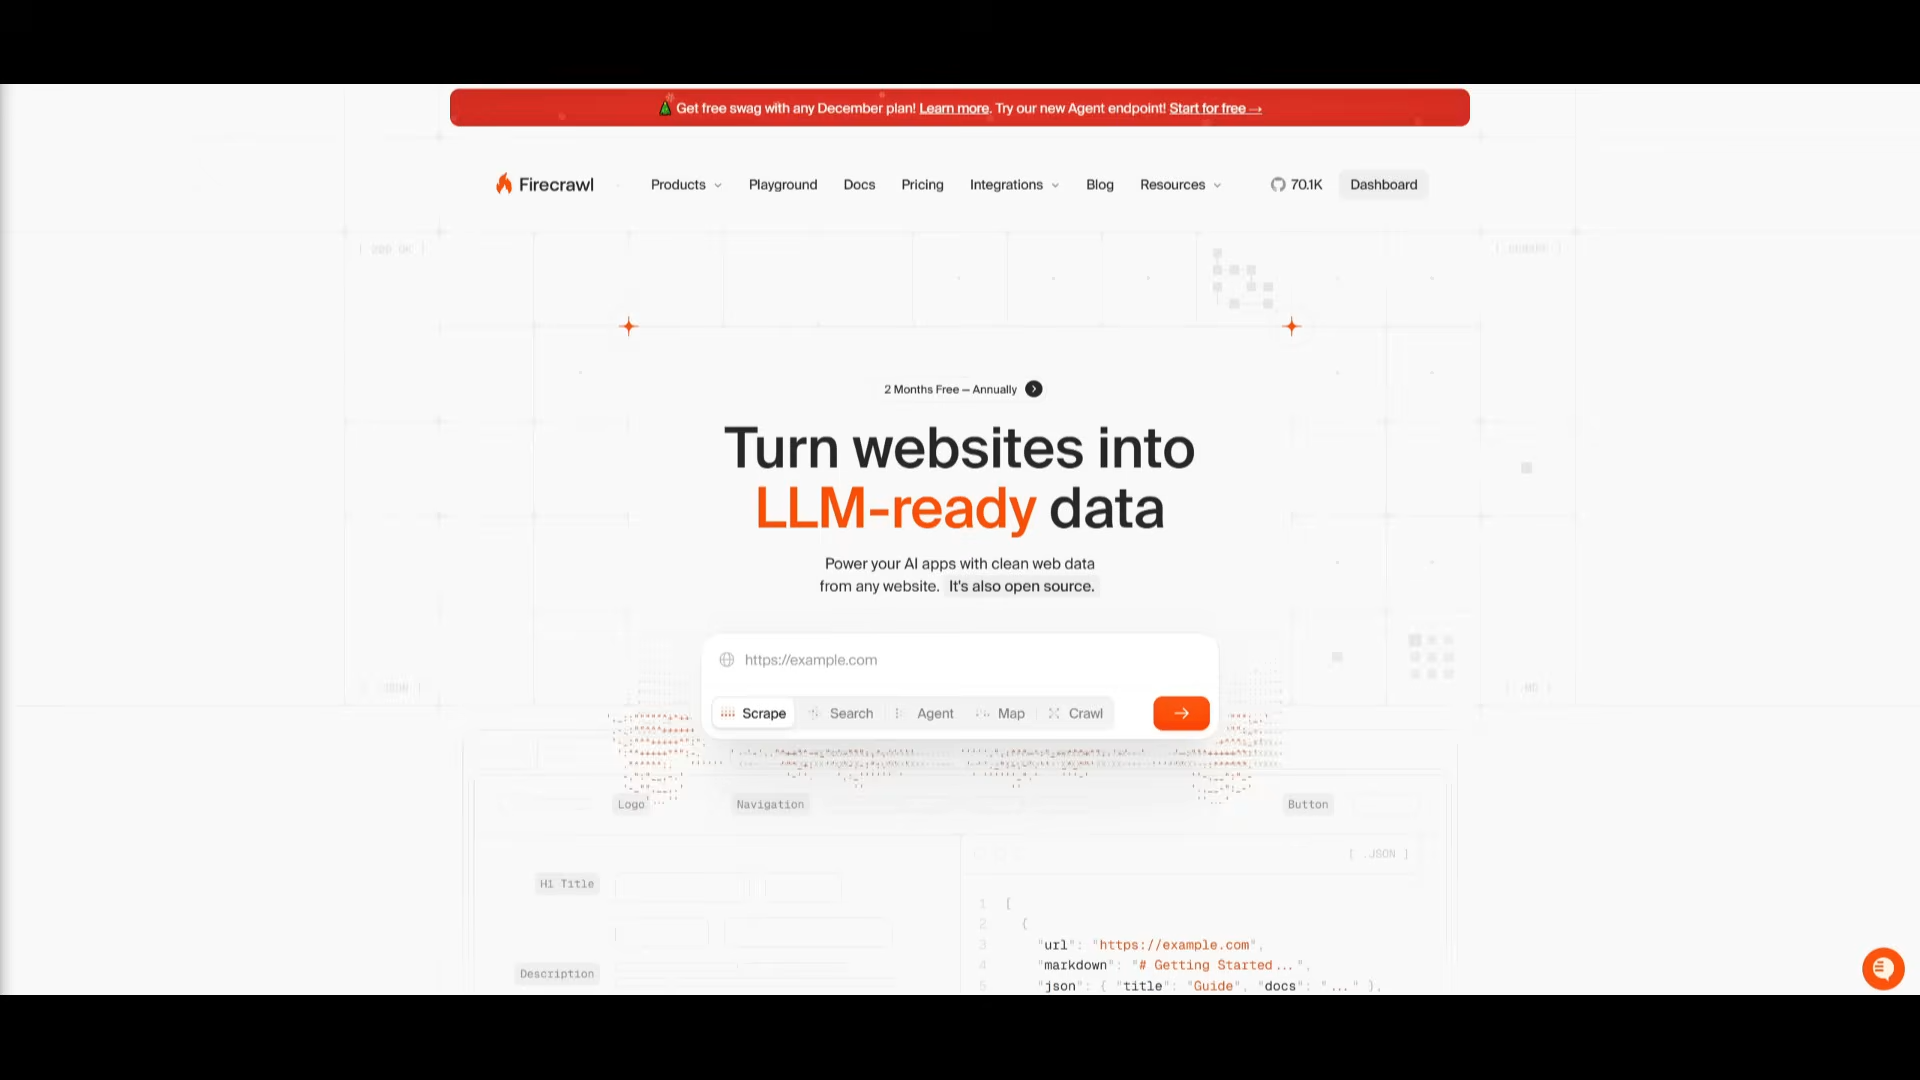 🎄 Get free swag with any December plan! Learn more. Try our new Agent endpoint! Start for free →
Firecrawl
Products
Playground
Docs
Pricing
Integrations
Blog
Resources
70.1K
Dashboard
[ 200 OK ]
2 Months Free — Annually
Turn websites into
LLM-ready data
Power your AI apps with clean web data
from any website. It's also open source.
https://example.com
[ .JSON ]
[ .MD ]
Scrape
Search
Agent
Map
Crawl
Logo
Navigation
Button
[ .JSON ]
H1 Title
1 [
2 {
3 "url": "https://example.com",
4 "markdown": "# Getting Started...",
Description
5 "json": { "title": "Guide", "docs": "..." },